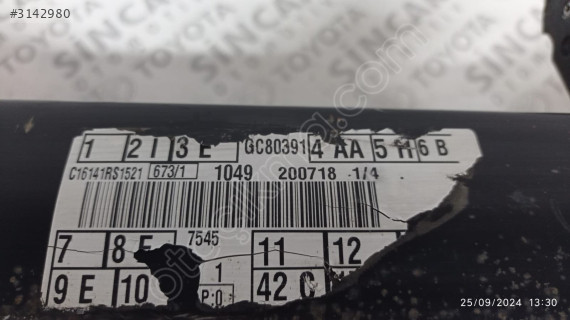 #3142980
1 2 I 3 E GC80391 4 AA 5 H 6 B
C16141RS1521 673/1 1049 200718 1/4
7 8 E 7545 11 12
9 E 10 1 42 C
P:0
25/09/2024 13:30